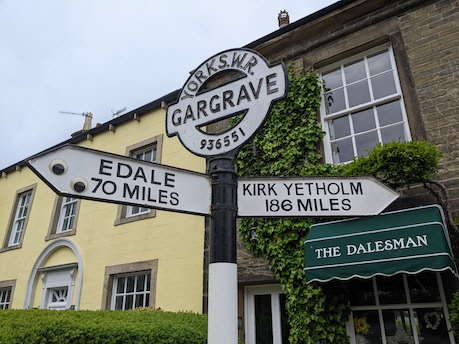 YORKS.W.R.
GARGRAVE
936551
EDALE
70 MILES
KIRK YETHOLM
186 MILES
THE DALESMAN